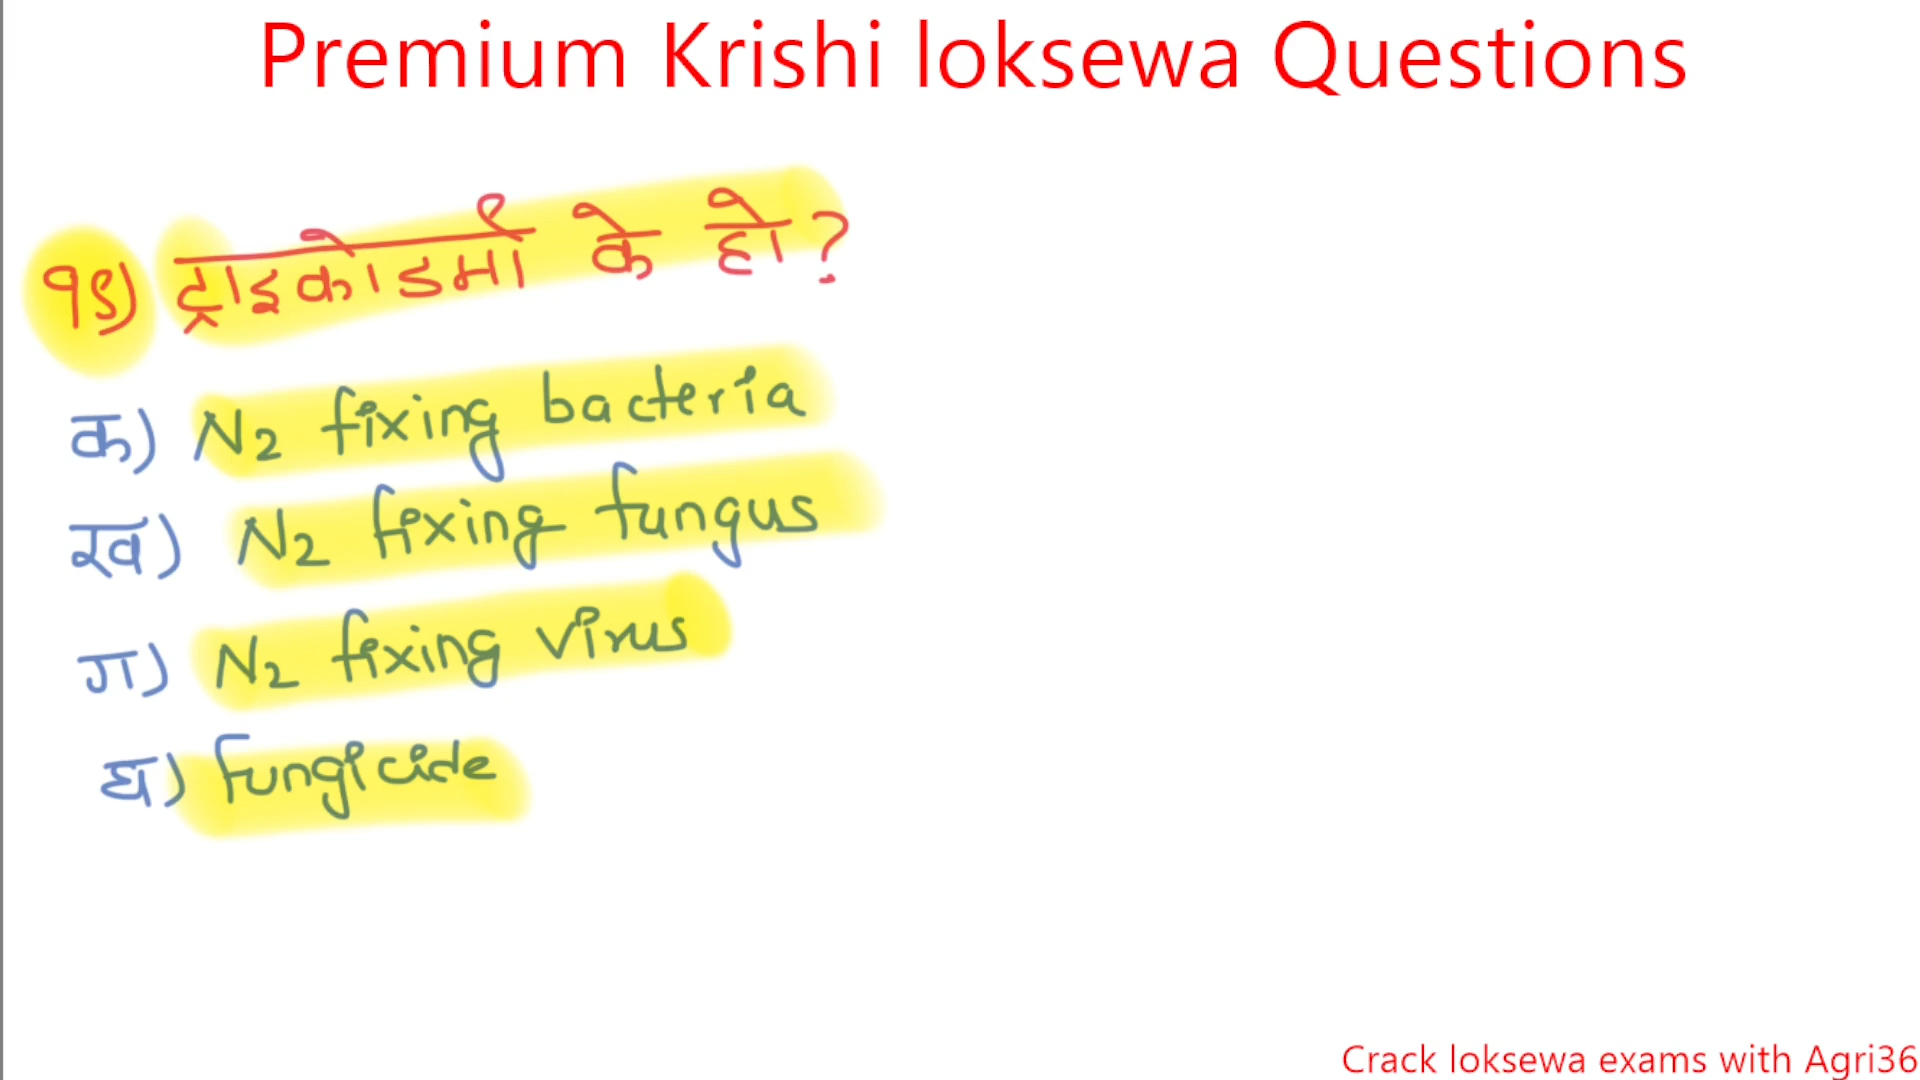 Premium Krishi loksewa Questions
१९) ट्राइकोडर्मा के हो?
क) N2 fixing bacteria
ख) N2 fixing fungus
ग) N2 fixing virus
घ) fungicide
Crack loksewa exams with Agri36